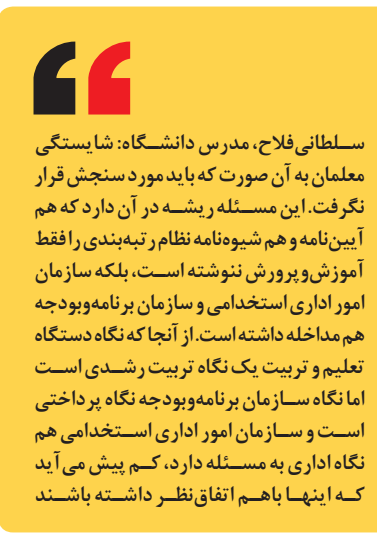 سلطانی‌فلاح، مدرس دانشگاه: شایستگی
معلمان به آن صورت که باید مورد سنجش قرار
نگرفت. این مسئله ریشه در آن دارد که هم
آیین‌نامه و هم شیوه‌نامه نظام رتبه‌بندی را فقط
آموزش‌وپرورش ننوشته است، بلکه سازمان
امور اداری استخدامی و سازمان برنامه‌وبودجه
هم مداخله داشته است. از آنجا که نگاه دستگاه
تعلیم و تربیت یک نگاه تربیت رشدی است
اما نگاه سازمان برنامه‌وبودجه نگاه پرداختی
است و سازمان امور اداری استخدامی هم
نگاه اداری به مسئله دارد، کم پیش می‌آید
که اینها باهم اتفاق‌نظر داشته باشند